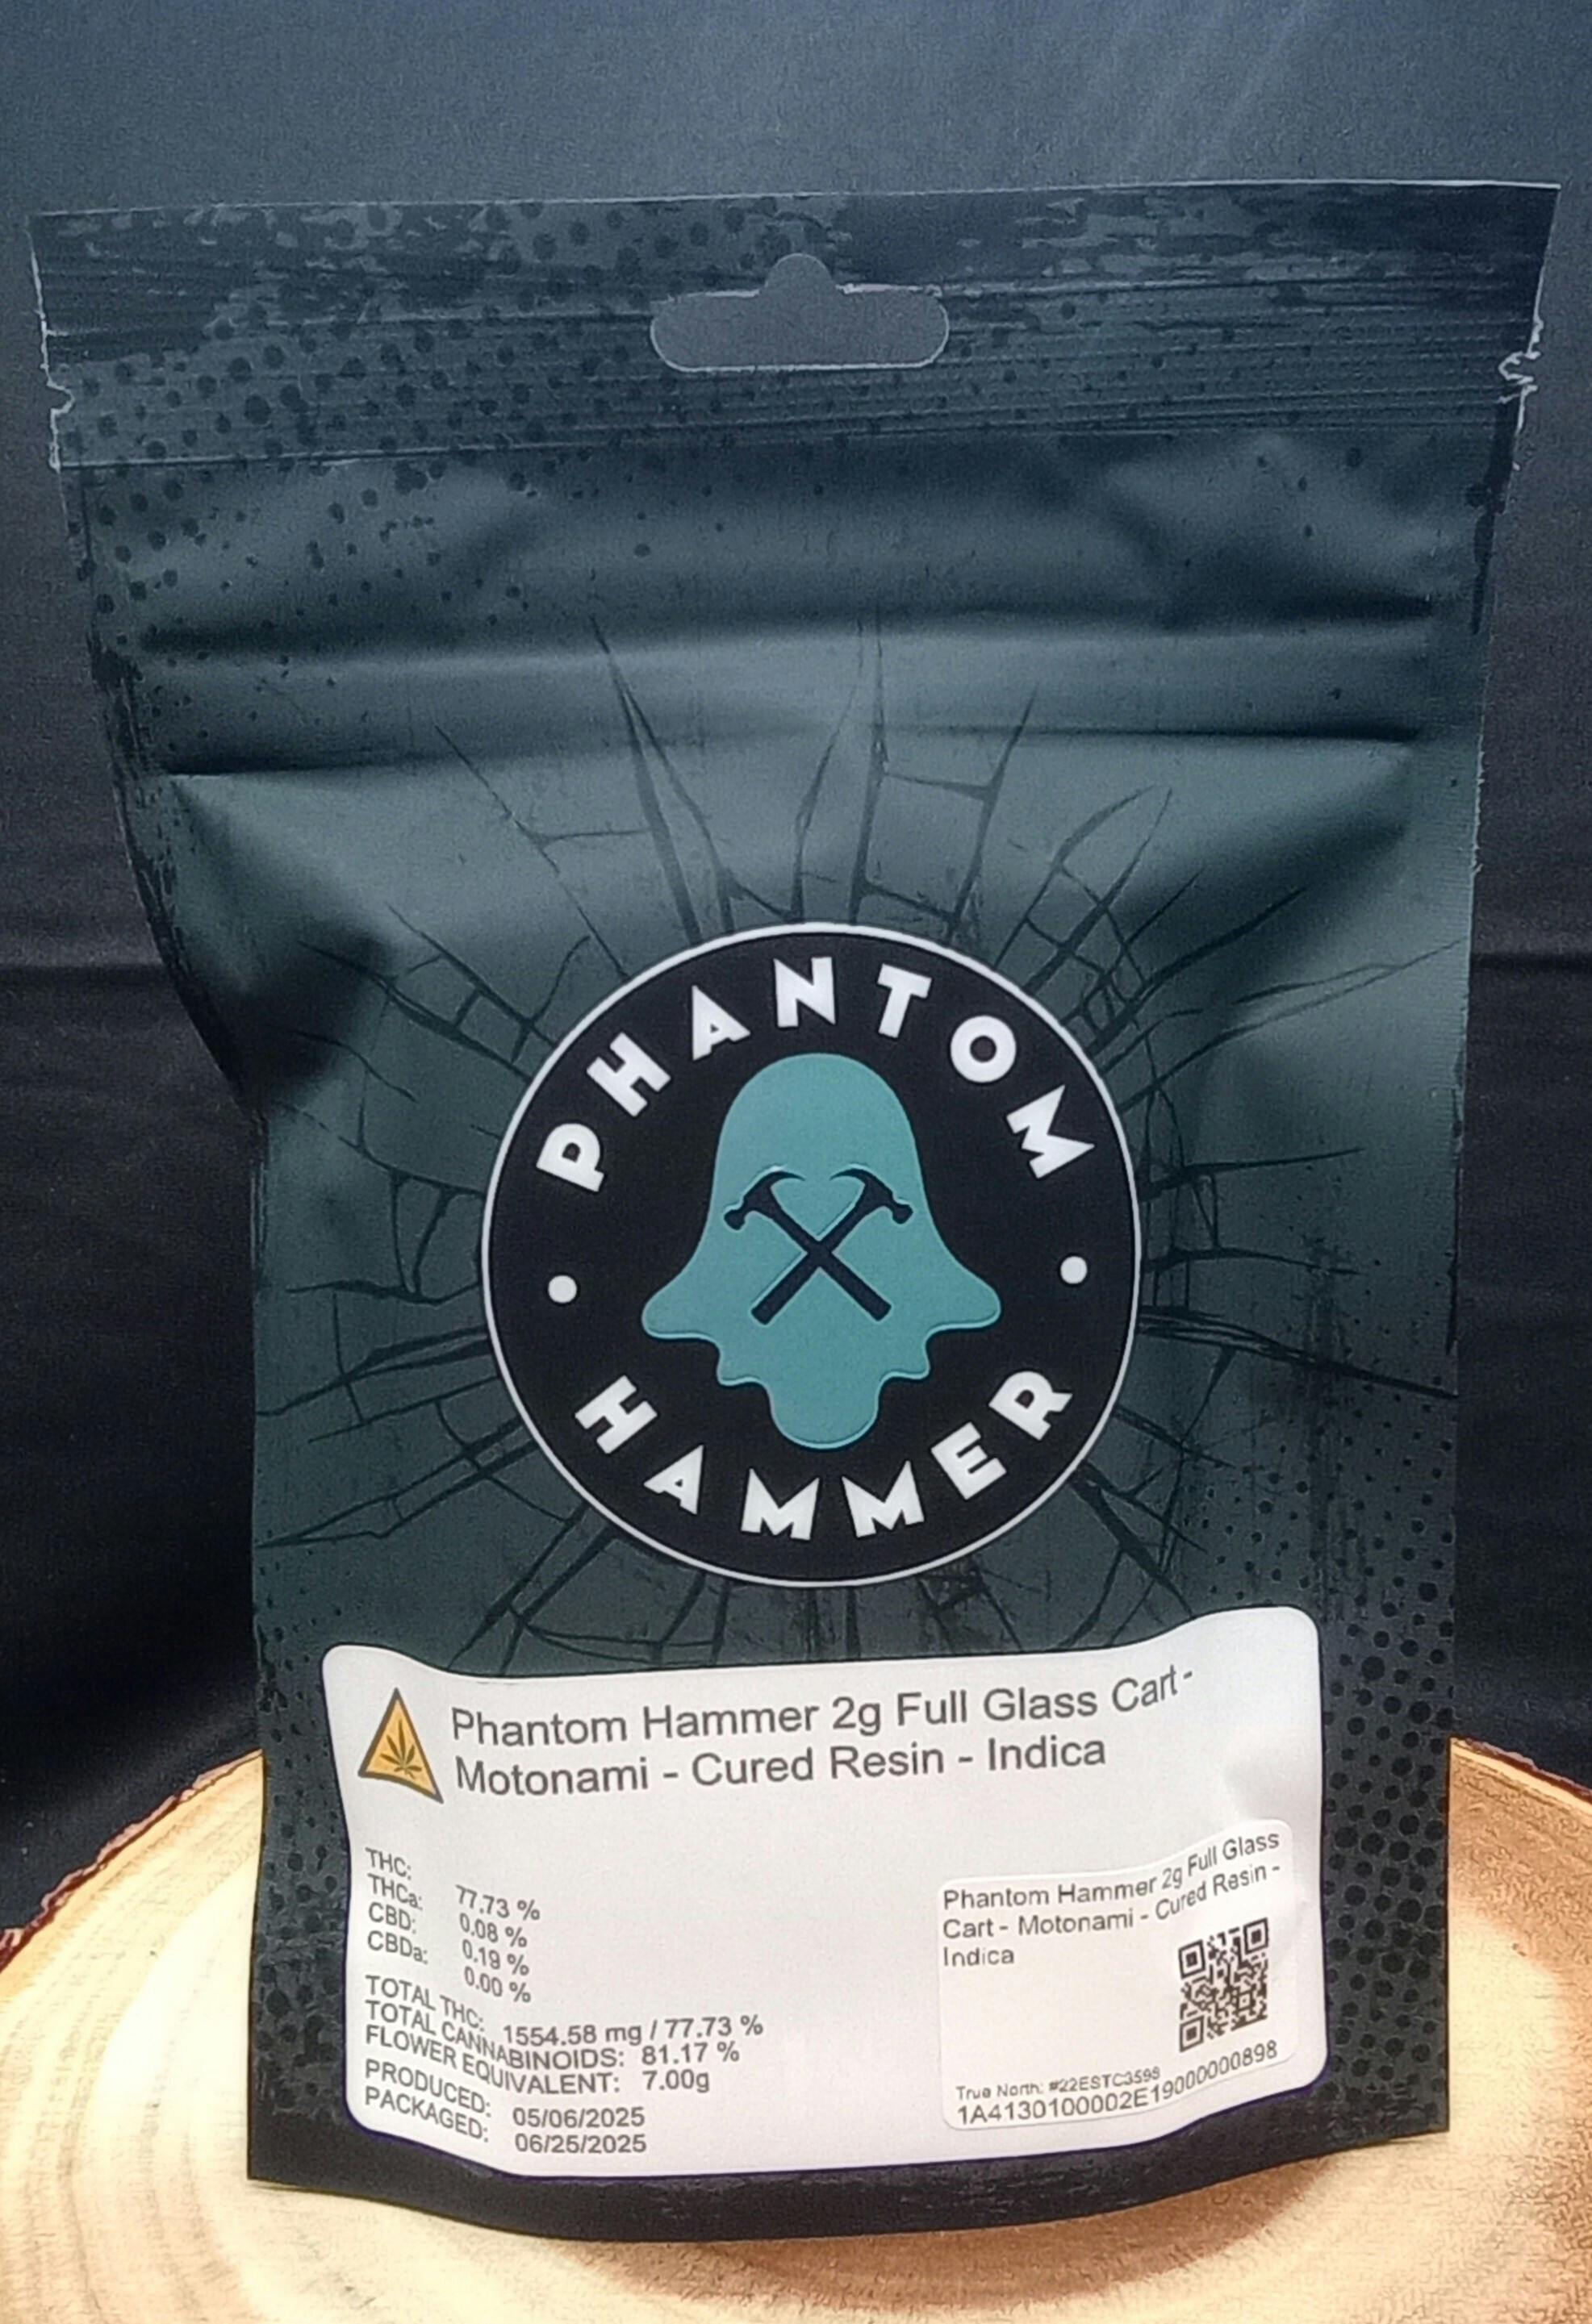 PHANTOM
HAMMER
Phantom Hammer 2g Full Glass Cart -
Motonami - Cured Resin - Indica
THC: 77.73 %
THCa: 0.08 %
CBD: 0.19 %
CBDa: 0.00 %
TOTAL THC: 1554.58 mg / 77.73 %
TOTAL CANNABINOIDS: 81.17 %
FLOWER EQUIVALENT: 7.00g
PRODUCED: 05/06/2025
PACKAGED: 06/25/2025
Phantom Hammer 2g Full Glass
Cart - Motonami - Cured Resin -
Indica
True North: #22ESTC3598
1A4130100002E19000000898